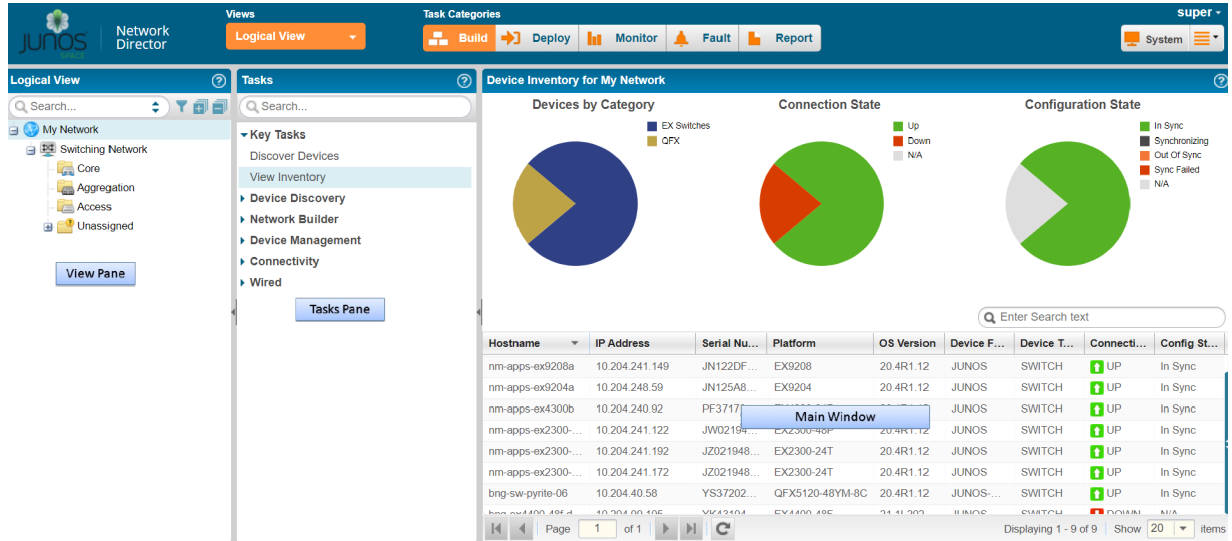 Views
Task Categories
super
JUNOS
SPACE
Network
Director
Logical View
Build
Deploy
Monitor
Fault
Report
System
Logical View
Search...
My Network
Switching Network
Core
Aggregation
Access
Unassigned
View Pane
Tasks
Search...
Key Tasks
Discover Devices
View Inventory
Device Discovery
Network Builder
Device Management
Connectivity
Wired
Tasks Pane
Device Inventory for My Network
Devices by Category
EX Switches
QFX
Connection State
Up
Down
N/A
Configuration State
In Sync
Synchronizing
Out Of Sync
Sync Failed
N/A
Enter Search text
Hostname IP Address Serial Nu... Platform OS Version Device F... Device T... Connecti... Config St...
nm-apps-ex9208a 10.204.241.149 JN122DF... EX9208 20.4R1.12 JUNOS SWITCH UP In Sync
nm-apps-ex9204a 10.204.248.59 JN125A8... EX9204 20.4R1.12 JUNOS SWITCH UP In Sync
nm-apps-ex4300b 10.204.240.92 JUNOS SWITCH UP In Sync
Main Window
nm-apps-ex2300-... 10.204.241.122 JW02194... EX2300-48P 20.4R1.12 JUNOS SWITCH UP In Sync
nm-apps-ex2300-... 10.204.241.192 JZ021948... EX2300-24T 20.4R1.12 JUNOS SWITCH UP In Sync
nm-apps-ex2300-... 10.204.241.172 JZ021948... EX2300-24T 20.4R1.12 JUNOS SWITCH UP In Sync
bng-sw-pyrite-06 10.204.40.58 YS37202... QFX5120-48YM-8C 20.4R1.12 JUNOS-... SWITCH UP In Sync
SWITCH DOWN N/A
Page 1 of 1
Displaying 1 - 9 of 9 Show 20 items